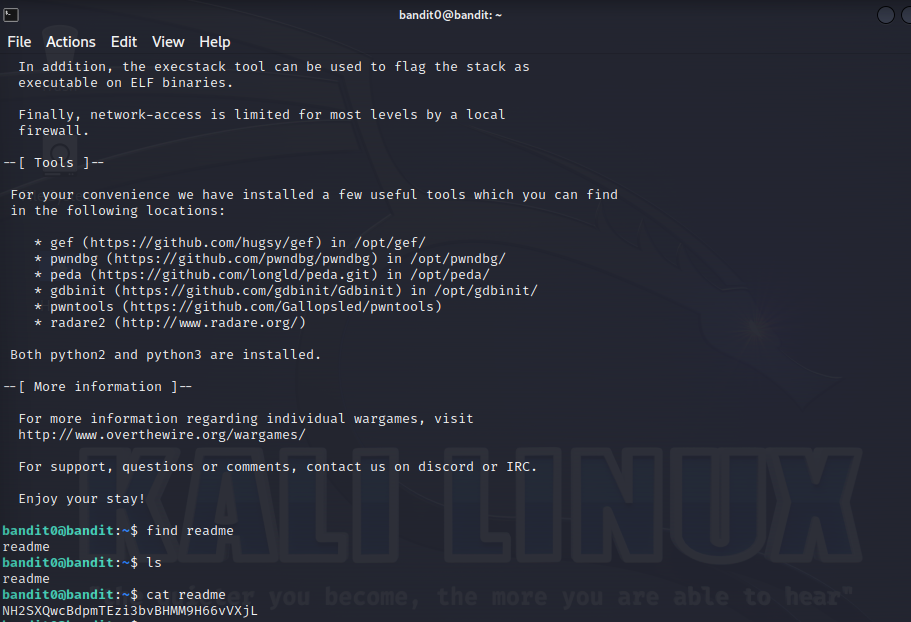 bandit0@bandit: ~
File Actions Edit View Help
In addition, the execstack tool can be used to flag the stack as
executable on ELF binaries.
Finally, network-access is limited for most levels by a local
firewall.
--[ Tools ]--
For your convenience we have installed a few useful tools which you can find
in the following locations:
* gef (https://github.com/hugsy/gef) in /opt/gef/
* pwndbg (https://github.com/pwndbg/pwndbg) in /opt/pwndbg/
* peda (https://github.com/longld/peda.git) in /opt/peda/
* gdbinit (https://github.com/gdbinit/Gdbinit) in /opt/gdbinit/
* pwntools (https://github.com/Gallopsled/pwntools)
* radare2 (http://www.radare.org/)
Both python2 and python3 are installed.
--[ More information ]--
For more information regarding individual wargames, visit
http://www.overthewire.org/wargames/
For support, questions or comments, contact us on discord or IRC.
Enjoy your stay!
KALI LINUX
bandit0@bandit:~$ find readme
readme
bandit0@bandit:~$ ls
readme
bandit0@bandit:~$ cat readme
you become, the more you are able to hear"
NH2SXQwcBdpmTEzi3bvBHMM9H66vVXjL